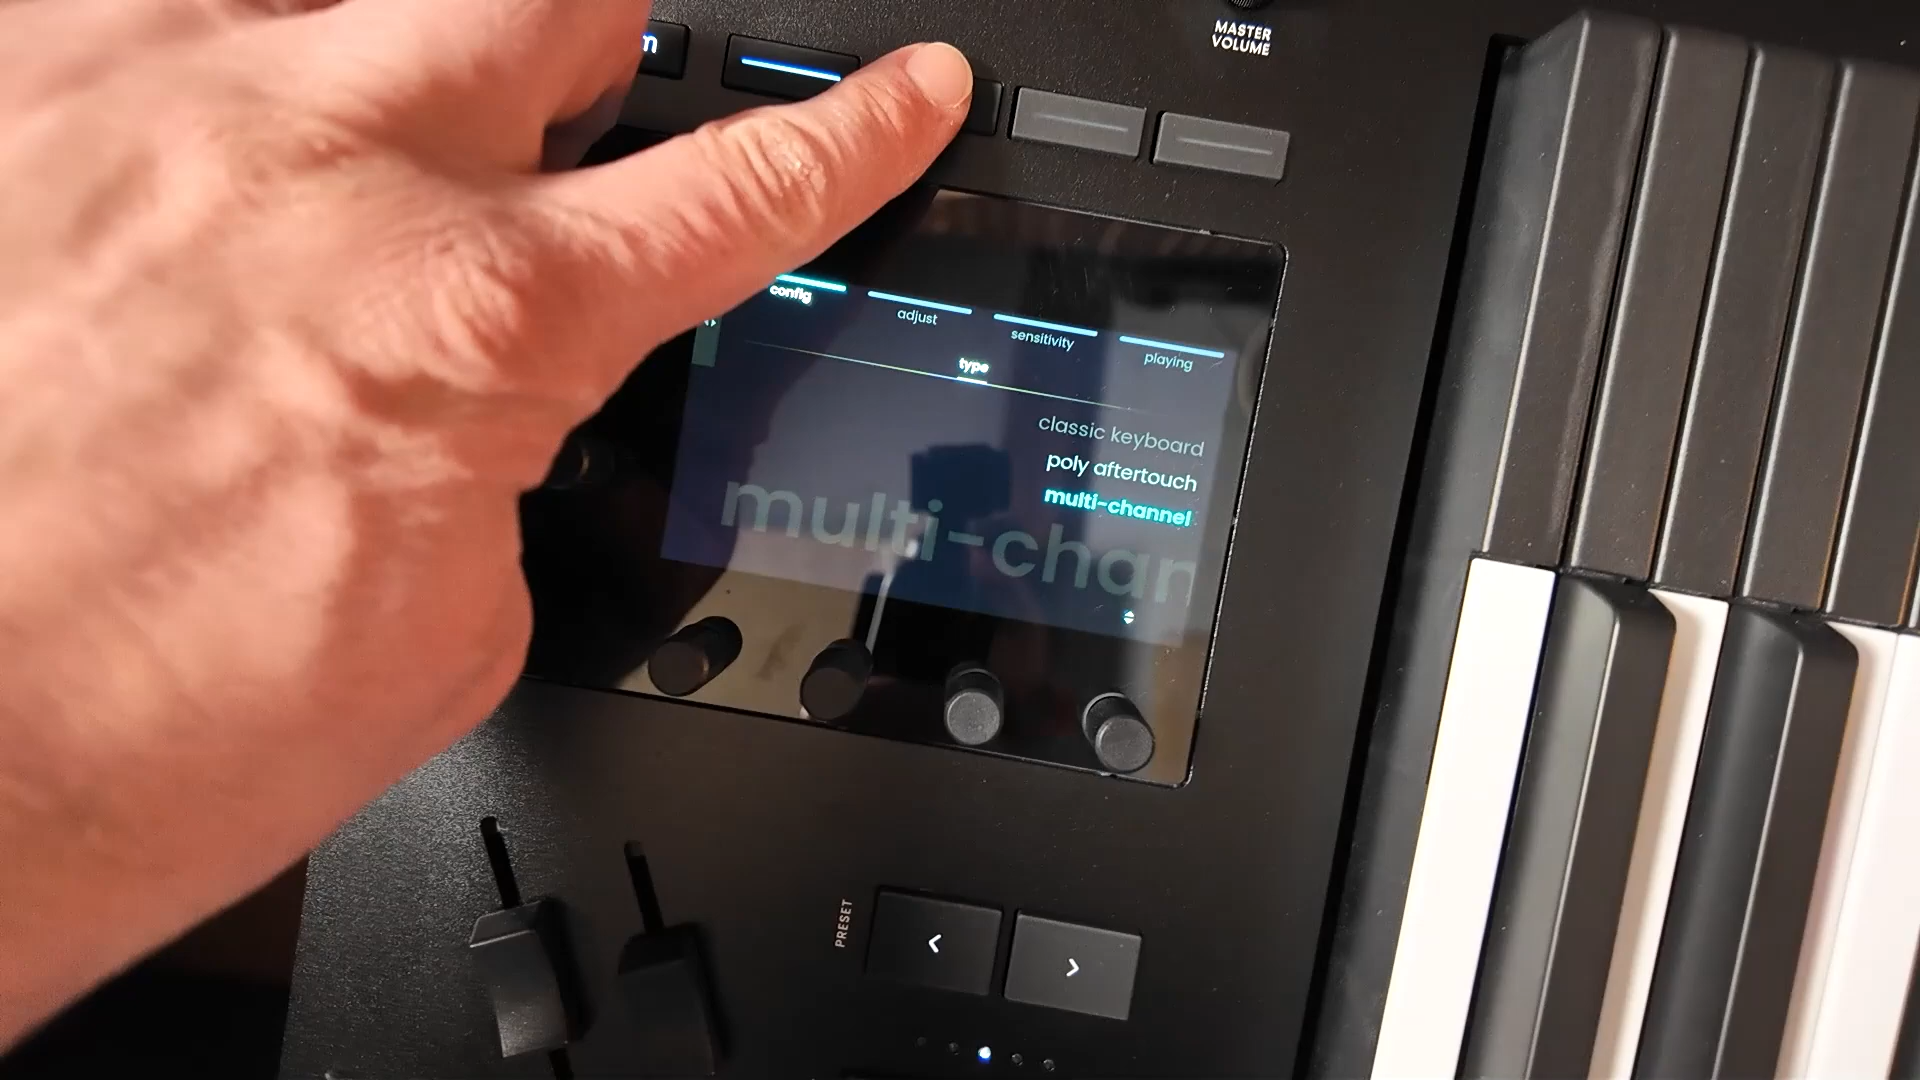 m
MASTER
VOLUME
config
adjust
sensitivity
playing
type
classic keyboard
poly aftertouch
multi-channel
multi-chan
PRESET